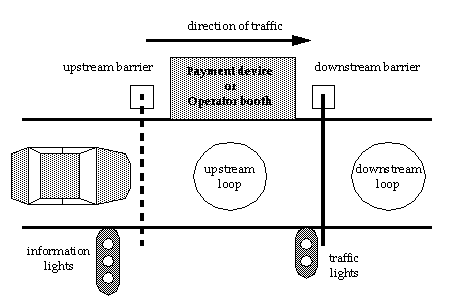 direction of traffic
upstream barrier
Payment device
or
Operator booth
downstream barrier
upstream
loop
downstream
loop
information
lights
traffic
lights